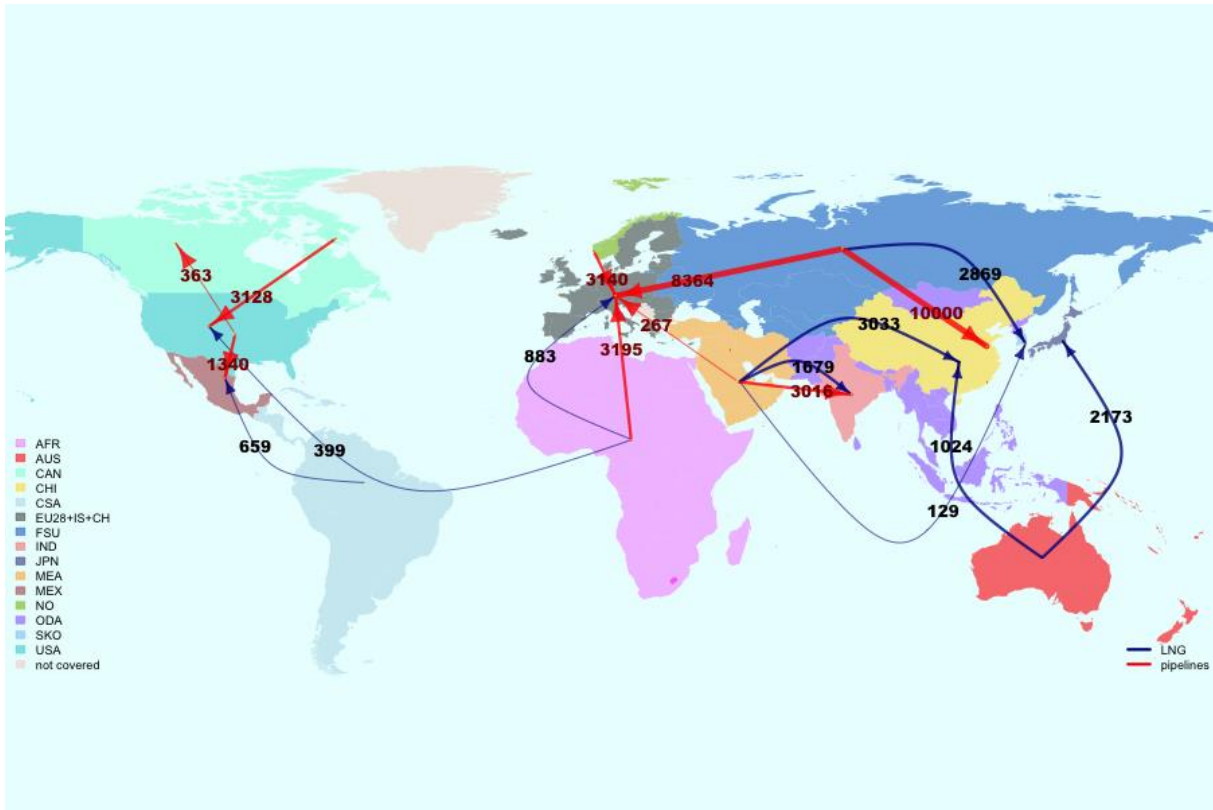 363
3128
1340
659
399
883
3140
8364
267
3195
2869
10000
3033
1679
3016
1024
129
2173
AFR
AUS
CAN
CHI
CSA
EU28+IS+CH
FSU
IND
JPN
MEA
MEX
NO
ODA
SKO
USA
not covered
LNG
pipelines